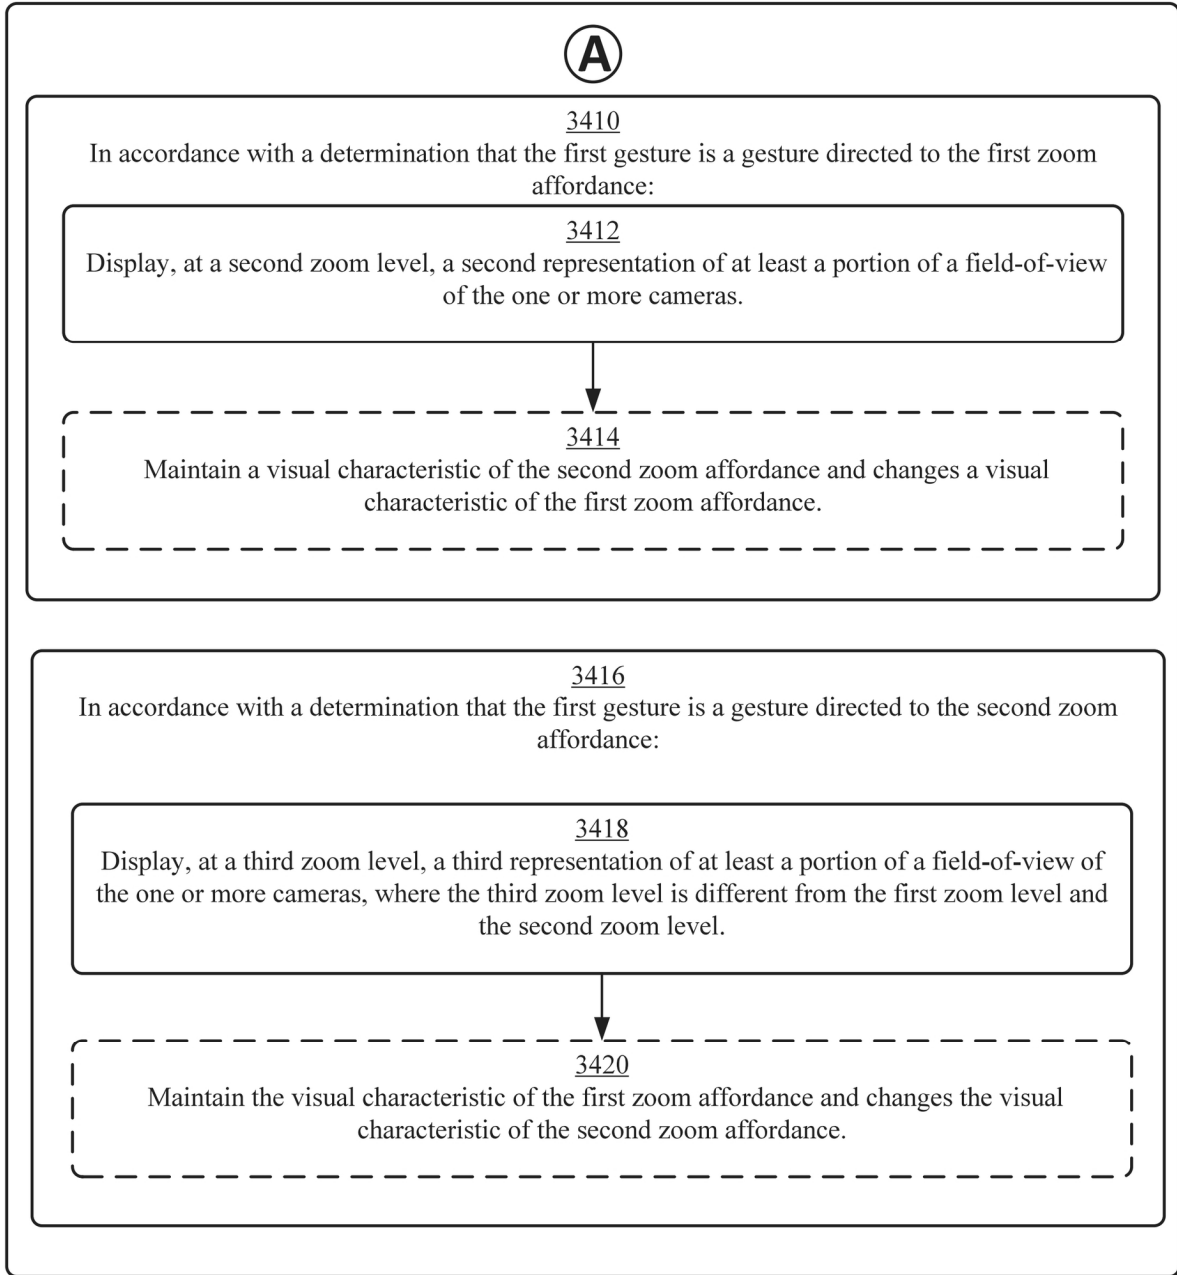 A
3410
In accordance with a determination that the first gesture is a gesture directed to the first zoom
affordance:
3412
Display, at a second zoom level, a second representation of at least a portion of a field-of-view
of the one or more cameras.
3414
Maintain a visual characteristic of the second zoom affordance and changes a visual
characteristic of the first zoom affordance.
3416
In accordance with a determination that the first gesture is a gesture directed to the second zoom
affordance:
3418
Display, at a third zoom level, a third representation of at least a portion of a field-of-view of
the one or more cameras, where the third zoom level is different from the first zoom level and
the second zoom level.
3420
Maintain the visual characteristic of the first zoom affordance and changes the visual
characteristic of the second zoom affordance.